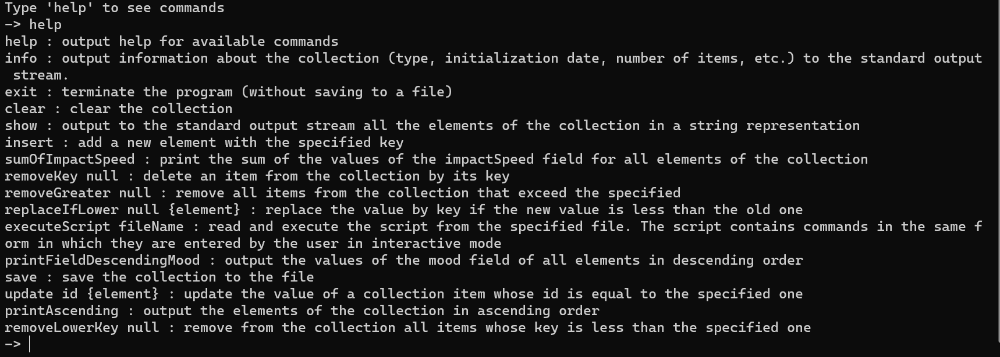 Type 'help' to see commands
-> help
help : output help for available commands
info : output information about the collection (type, initialization date, number of items, etc.) to the standard output
 stream.
exit : terminate the program (without saving to a file)
clear : clear the collection
show : output to the standard output stream all the elements of the collection in a string representation
insert : add a new element with the specified key
sumOfImpactSpeed : print the sum of the values of the impactSpeed field for all elements of the collection
removeKey null : delete an item from the collection by its key
removeGreater null : remove all items from the collection that exceed the specified
replaceIfLower null {element} : replace the value by key if the new value is less than the old one
executeScript fileName : read and execute the script from the specified file. The script contains commands in the same f
orm in which they are entered by the user in interactive mode
printFieldDescendingMood : output the values of the mood field of all elements in descending order
save : save the collection to the file
update id {element} : update the value of a collection item whose id is equal to the specified one
printAscending : output the elements of the collection in ascending order
removeLowerKey null : remove from the collection all items whose key is less than the specified one
->